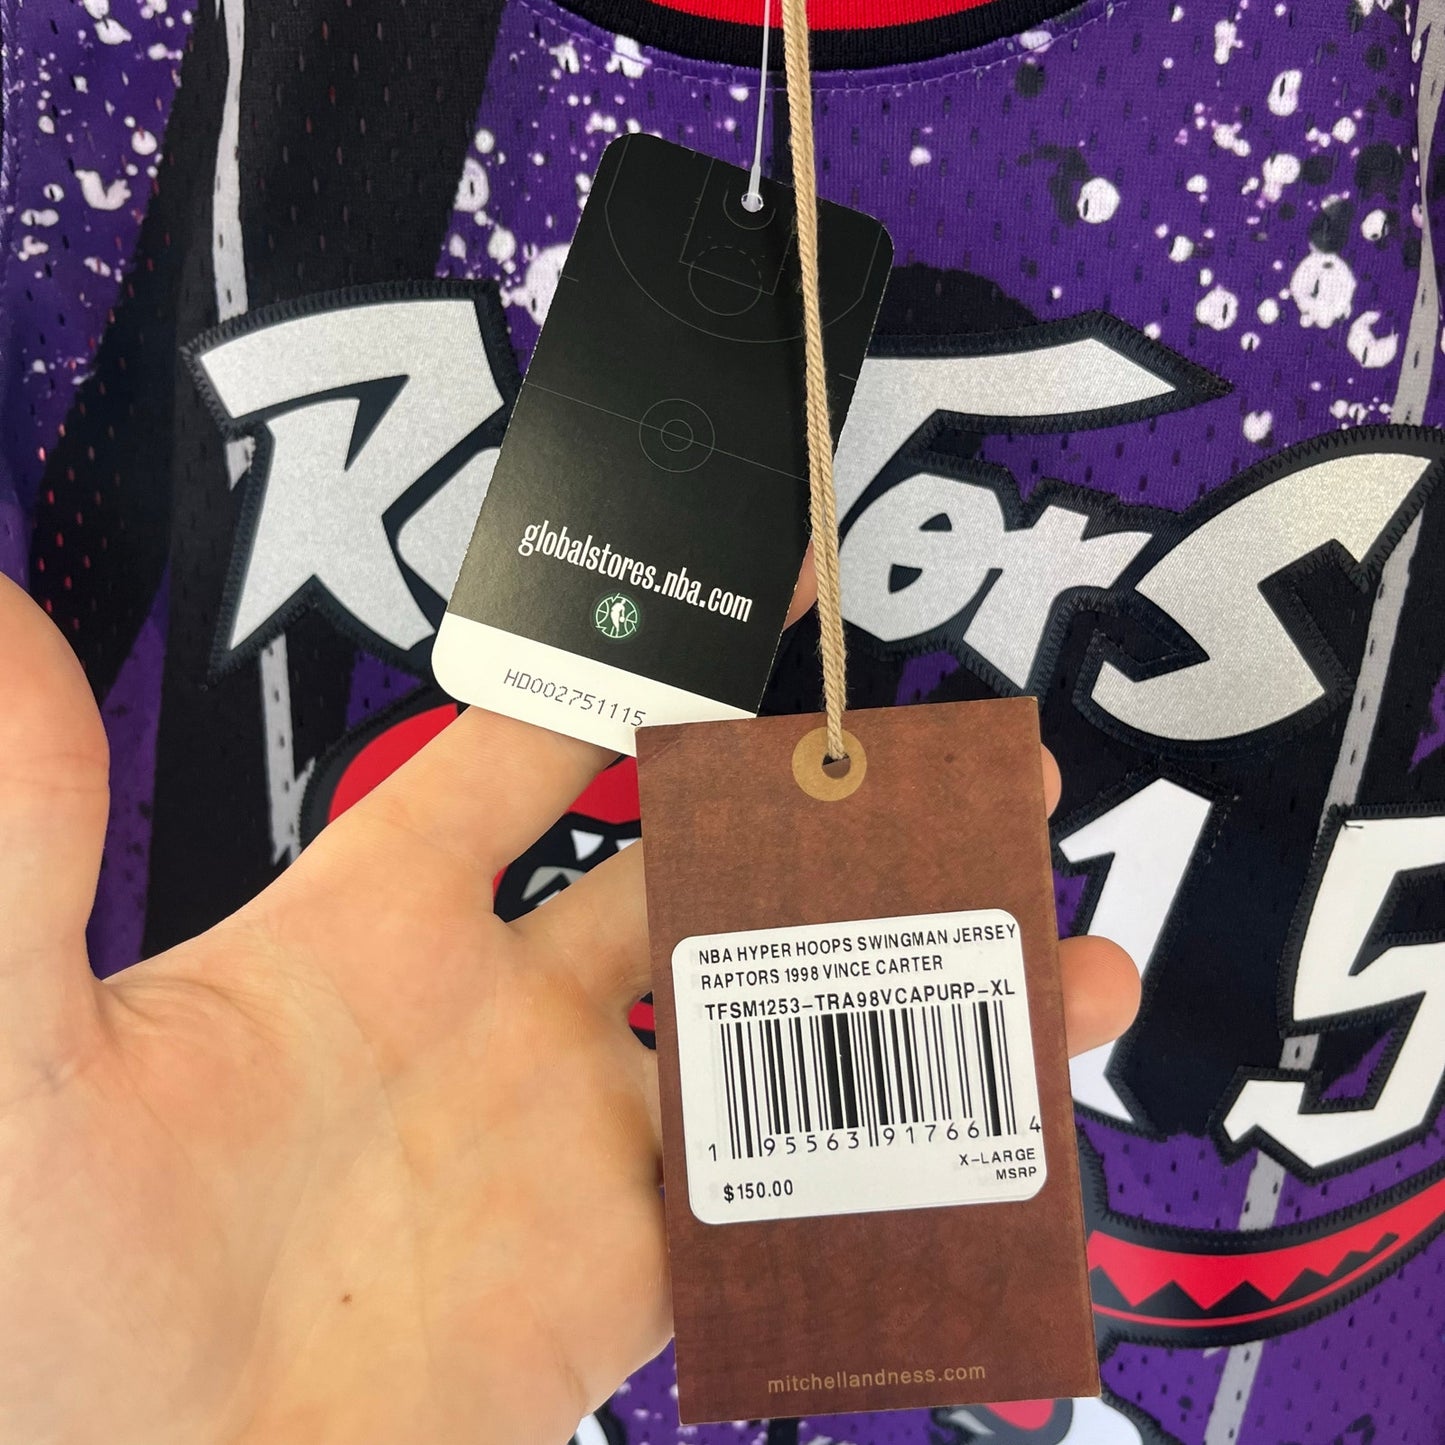 Raptors
15
globalstores.nba.com
HD002751115
NBA HYPER HOOPS SWINGMAN JERSEY
RAPTORS 1998 VINCE CARTER
TFSM1253-TRA98VCAPURP-XL
1 95563 91766 4
X-LARGE
MSRP
$150.00
mitchellandness.com